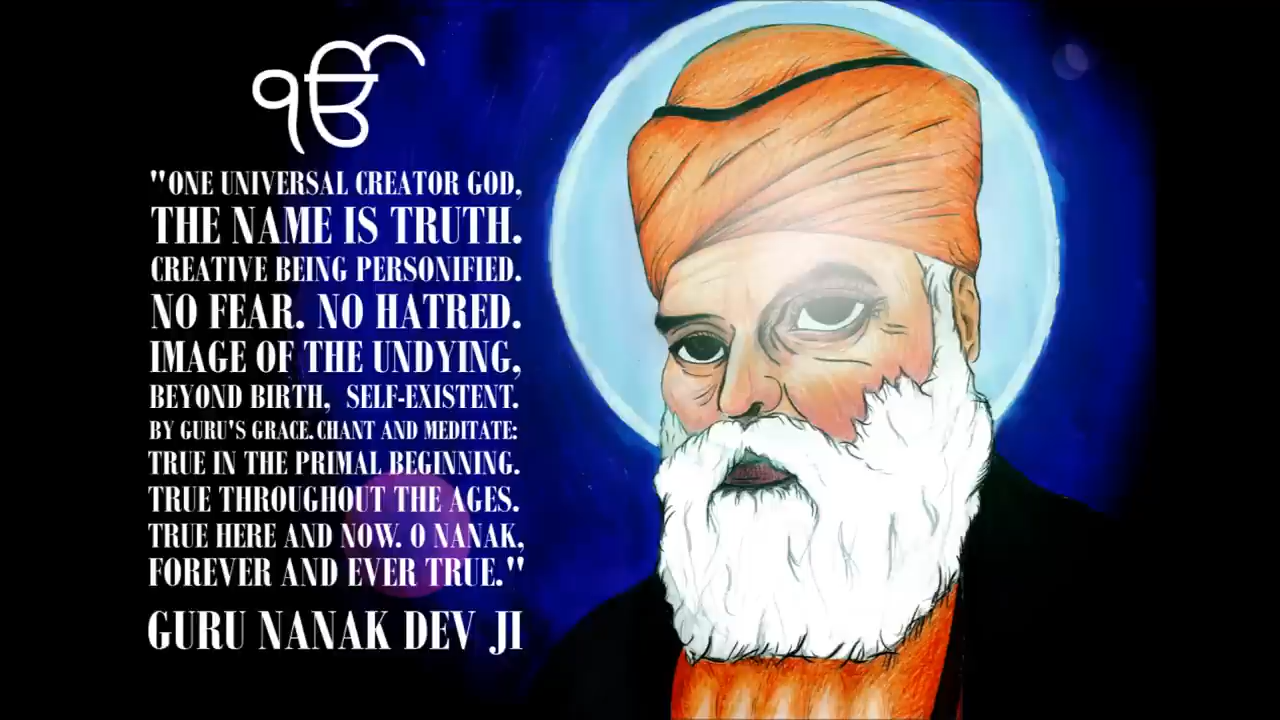 ੴ
"ONE UNIVERSAL CREATOR GOD,
THE NAME IS TRUTH.
CREATIVE BEING PERSONIFIED.
NO FEAR. NO HATRED.
IMAGE OF THE UNDYING,
BEYOND BIRTH, SELF-EXISTENT.
BY GURU'S GRACE.CHANT AND MEDITATE:
TRUE IN THE PRIMAL BEGINNING.
TRUE THROUGHOUT THE AGES.
TRUE HERE AND NOW. O NANAK,
FOREVER AND EVER TRUE."
GURU NANAK DEV JI